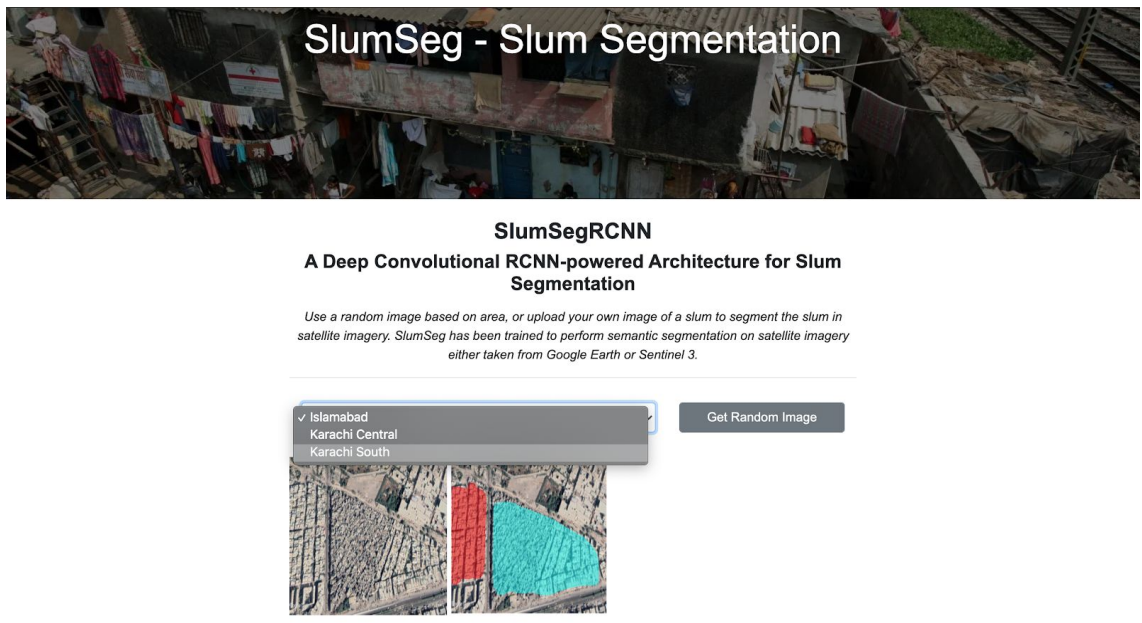 SlumSeg - Slum Segmentation
SlumSegRCNN
A Deep Convolutional RCNN-powered Architecture for Slum
Segmentation
Use a random image based on area, or upload your own image of a slum to segment the slum in
satellite imagery. SlumSeg has been trained to perform semantic segmentation on satellite imagery
either taken from Google Earth or Sentinel 3.
✓ Islamabad
Karachi Central
Karachi South
Get Random Image